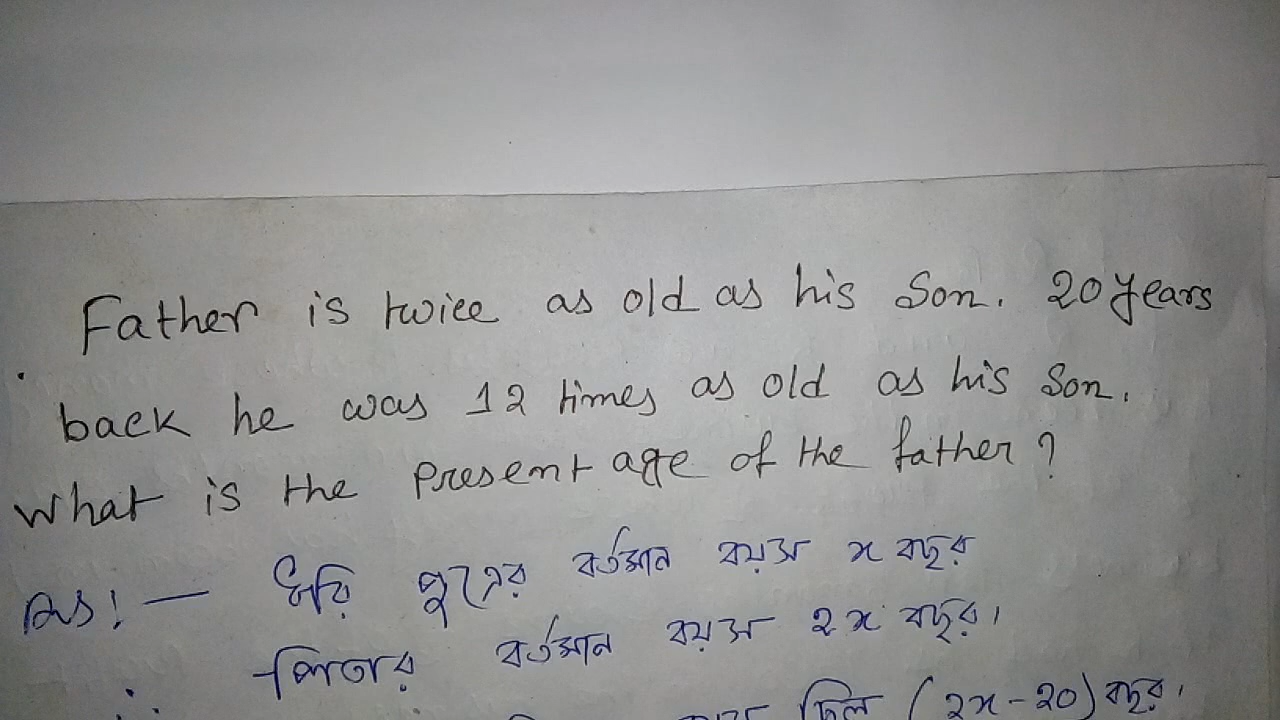 Father is twice as old as his son. 20 years
back he was 12 times as old as his son.
What is the present age of the father?
Ans:- ধরি পুত্রের বর্তমান বয়স x বছর
∴ পিতার বর্তমান বয়স 2x বছর।
ছিল (2x-20) বছর।